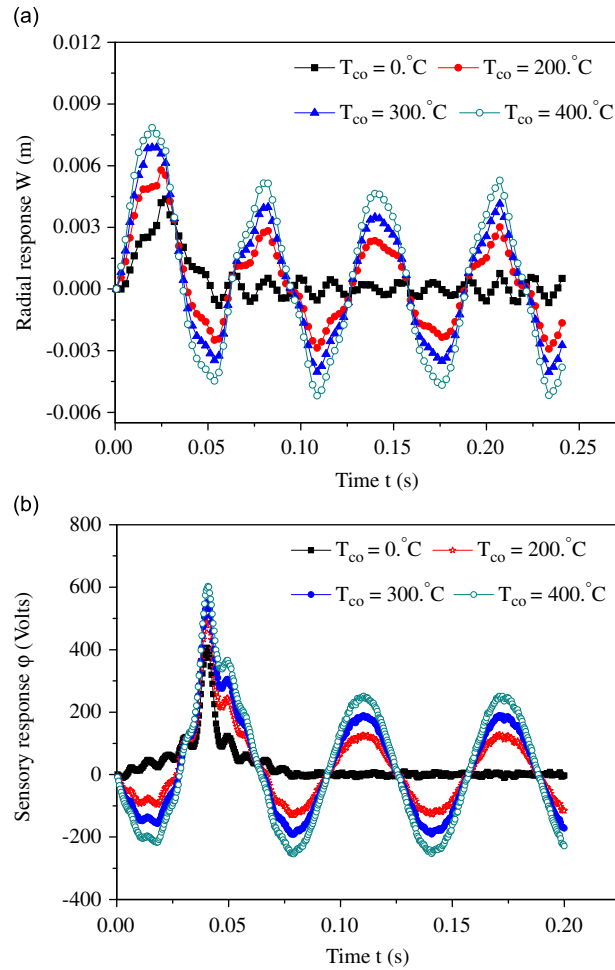 (a)
0.012
0.009
0.006
0.003
0.000
-0.003
-0.006
Radial response W (m)
T_co = 0.°C T_co = 200.°C
T_co = 300.°C T_co = 400.°C
0.00 0.05 0.10 0.15 0.20 0.25
Time t (s)
(b)
800
600
400
200
0
-200
-400
Sensory response φ (Volts)
T_co = 0.°C T_co = 200.°C
T_co = 300.°C T_co = 400.°C
0.00 0.05 0.10 0.15 0.20
Time t (s)